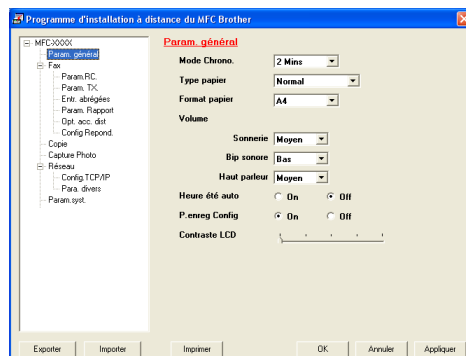 Programme d'installation à distance du MFC Brother
MFC-XXXX
Param. général
Fax
Param.RC.
Param. TX.
Entr. abrégées
Param. Rapport
Opt. acc. dist
Config Repond.
Copie
Capture Photo
Réseau
Config.TCP/IP
Para. divers
Param.syst.
Param. général
Mode Chrono. 2 Mins
Type papier Normal
Format papier A4
Volume
Sonnerie Moyen
Bip sonore Bas
Haut parleur Moyen
Heure été auto On Off
P.enreg Config On Off
Contraste LCD
Exporter Importer Imprimer OK Annuler Appliquer